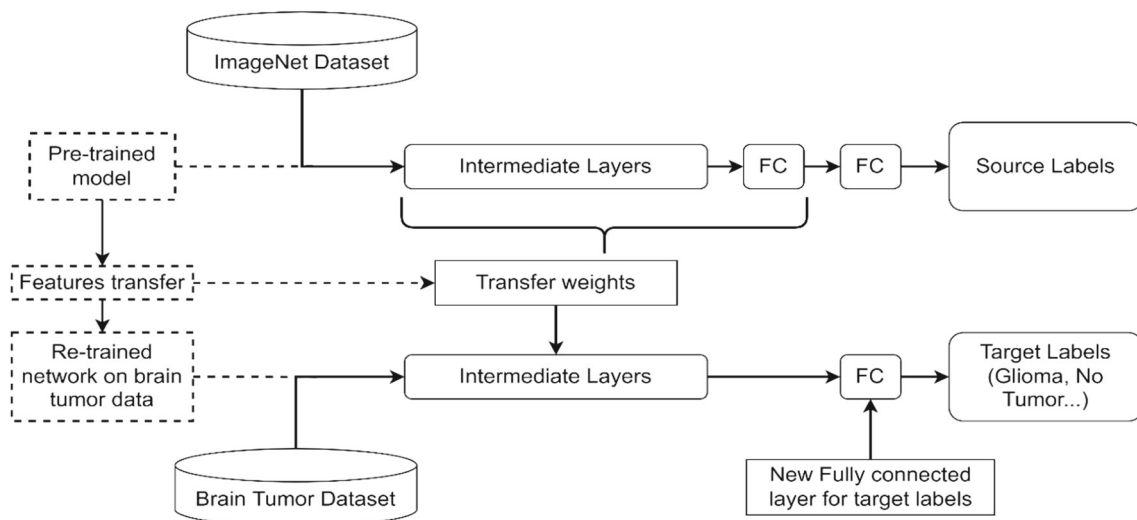 ImageNet Dataset
Pre-trained
model
Intermediate Layers
FC
FC
Source Labels
Features transfer
Transfer weights
Re-trained
network on brain
tumor data
Intermediate Layers
FC
Target Labels
(Glioma, No
Tumor...)
Brain Tumor Dataset
New Fully connected
layer for target labels